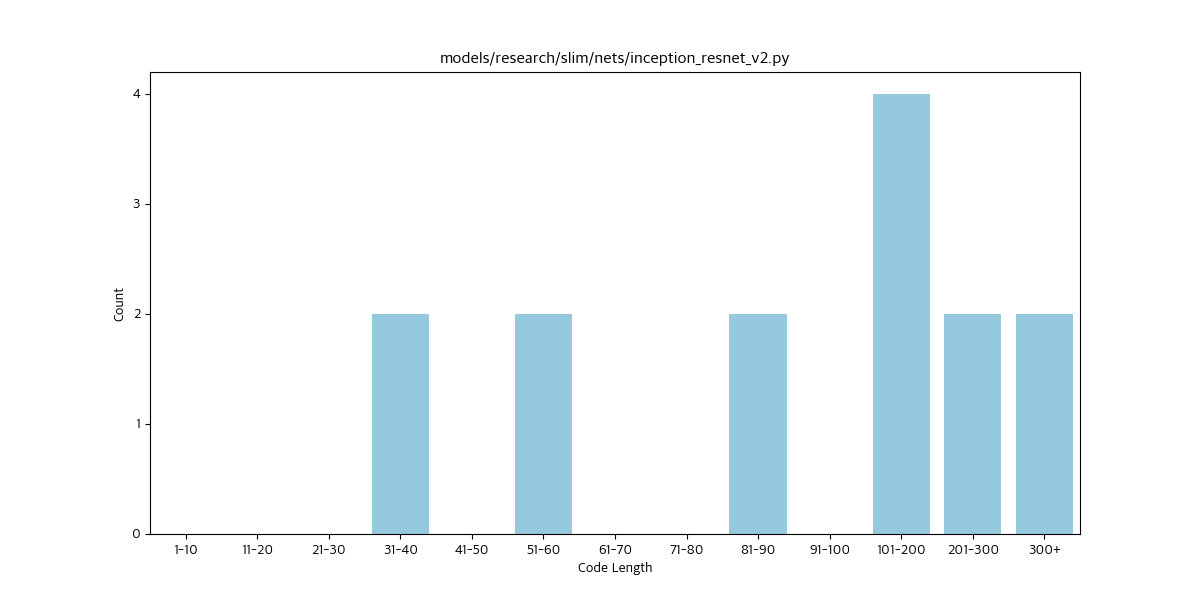 models/research/slim/nets/inception_resnet_v2.py
4
3
2
1
0
Count
1-10 11-20 21-30 31-40 41-50 51-60 61-70 71-80 81-90 91-100 101-200 201-300 300+
Code Length